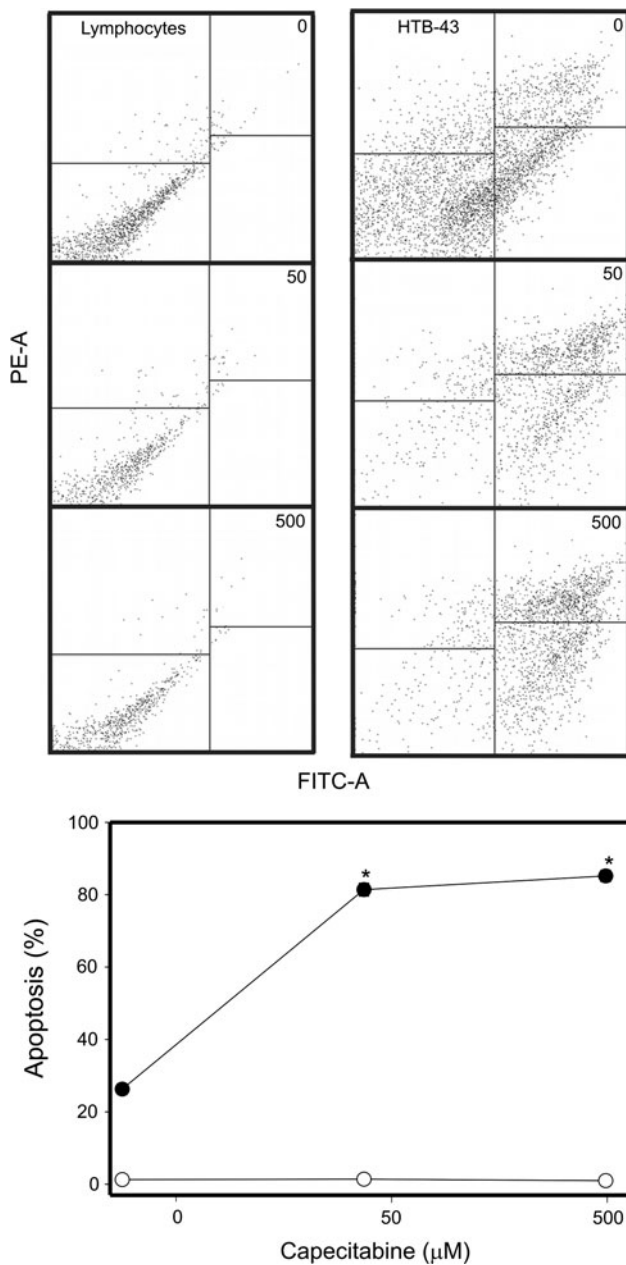 Lymphocytes 0
HTB-43 0
50
50
500
500
PE-A
FITC-A
100
80
60
40
20
0
Apoptosis (%)
*
*
0 50 500
Capecitabine (μM)